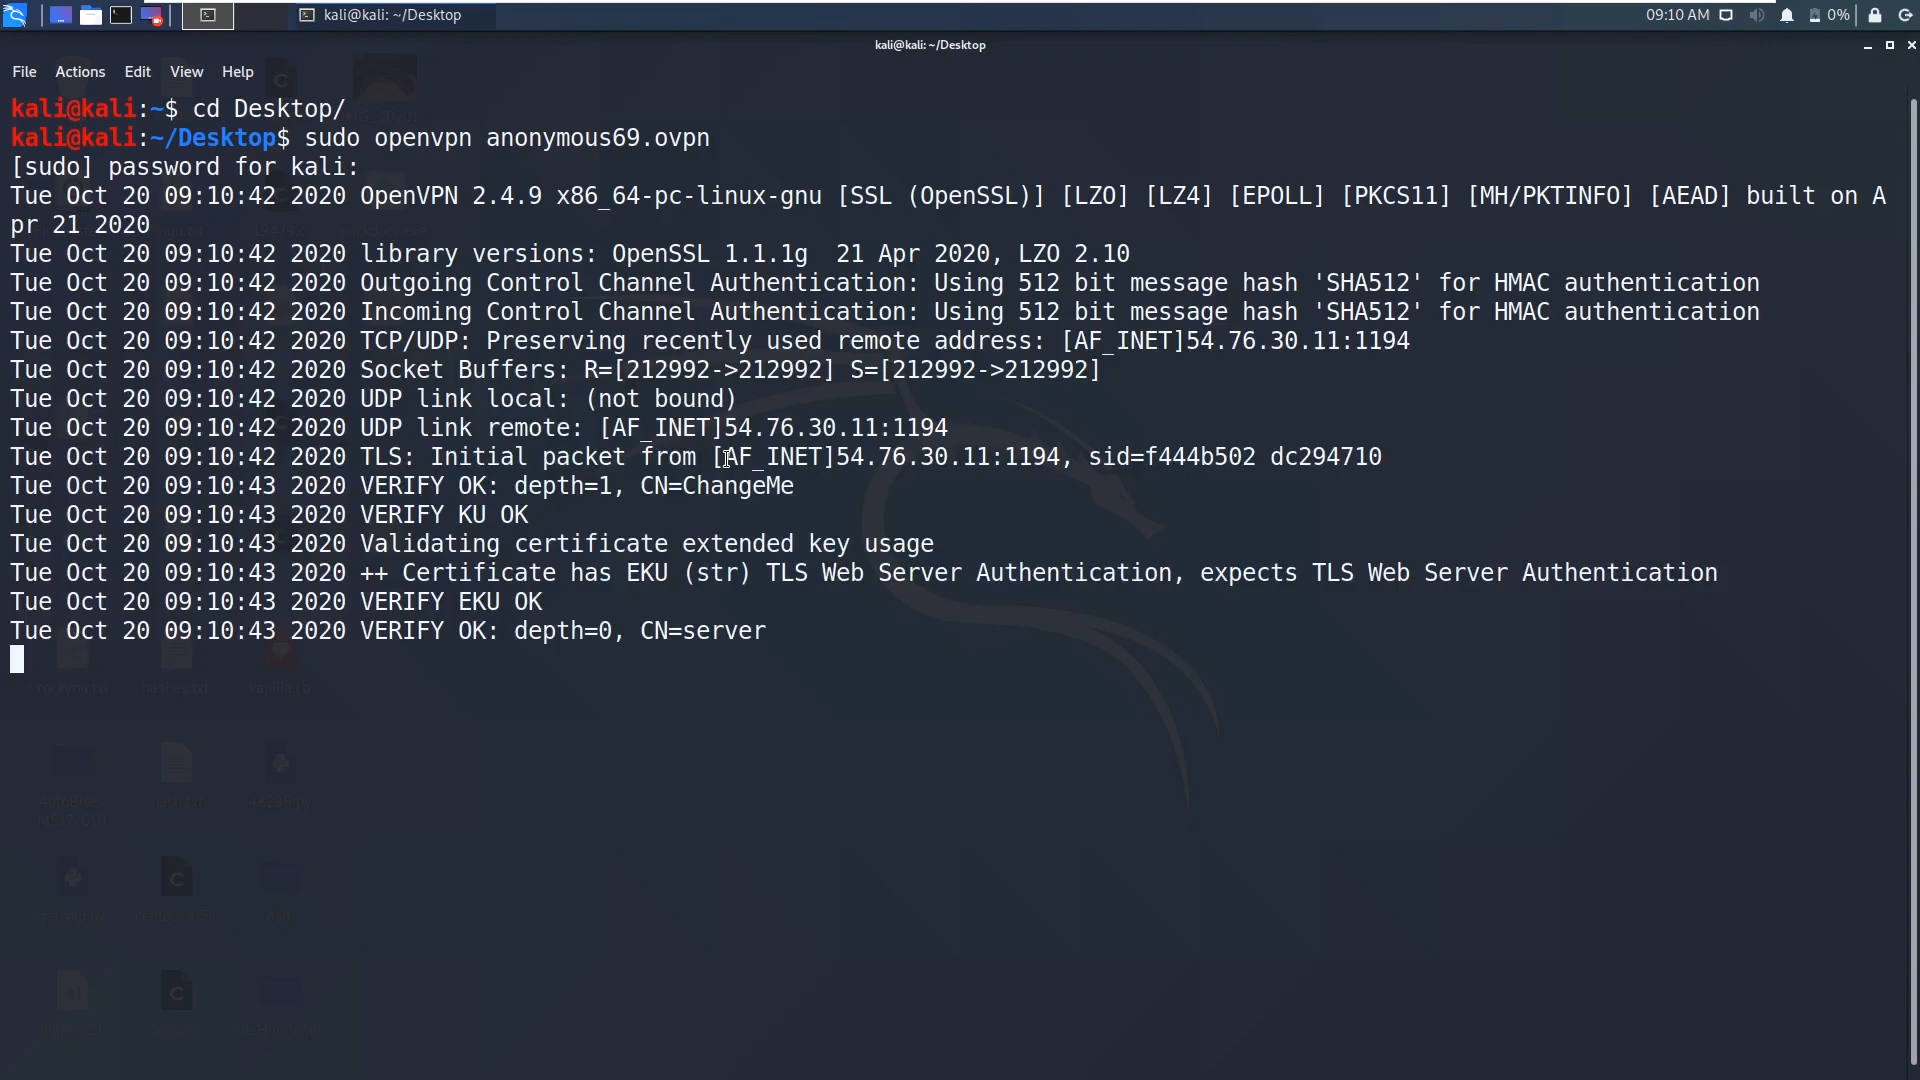 kali@kali: ~/Desktop
09:10 AM
0%
kali@kali: ~/Desktop
File Actions Edit View Help
kali@kali:~$ cd Desktop/
kali@kali:~/Desktop$ sudo openvpn anonymous69.ovpn
[sudo] password for kali:
Tue Oct 20 09:10:42 2020 OpenVPN 2.4.9 x86_64-pc-linux-gnu [SSL (OpenSSL)] [LZO] [LZ4] [EPOLL] [PKCS11] [MH/PKTINFO] [AEAD] built on A
pr 21 2020
Tue Oct 20 09:10:42 2020 library versions: OpenSSL 1.1.1g  21 Apr 2020, LZO 2.10
Tue Oct 20 09:10:42 2020 Outgoing Control Channel Authentication: Using 512 bit message hash 'SHA512' for HMAC authentication
Tue Oct 20 09:10:42 2020 Incoming Control Channel Authentication: Using 512 bit message hash 'SHA512' for HMAC authentication
Tue Oct 20 09:10:42 2020 TCP/UDP: Preserving recently used remote address: [AF_INET]54.76.30.11:1194
Tue Oct 20 09:10:42 2020 Socket Buffers: R=[212992->212992] S=[212992->212992]
Tue Oct 20 09:10:42 2020 UDP link local: (not bound)
Tue Oct 20 09:10:42 2020 UDP link remote: [AF_INET]54.76.30.11:1194
Tue Oct 20 09:10:42 2020 TLS: Initial packet from [AF_INET]54.76.30.11:1194, sid=f444b502 dc294710
Tue Oct 20 09:10:43 2020 VERIFY OK: depth=1, CN=ChangeMe
Tue Oct 20 09:10:43 2020 VERIFY KU OK
Tue Oct 20 09:10:43 2020 Validating certificate extended key usage
Tue Oct 20 09:10:43 2020 ++ Certificate has EKU (str) TLS Web Server Authentication, expects TLS Web Server Authentication
Tue Oct 20 09:10:43 2020 VERIFY EKU OK
Tue Oct 20 09:10:43 2020 VERIFY OK: depth=0, CN=server